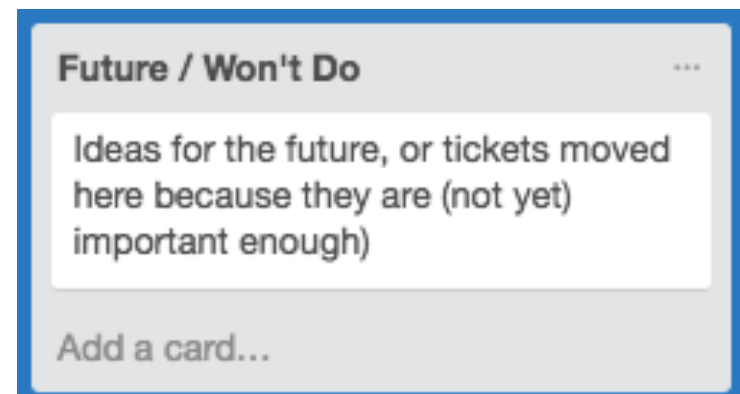 Future / Won't Do
...
Ideas for the future, or tickets moved
here because they are (not yet)
important enough)
Add a card...